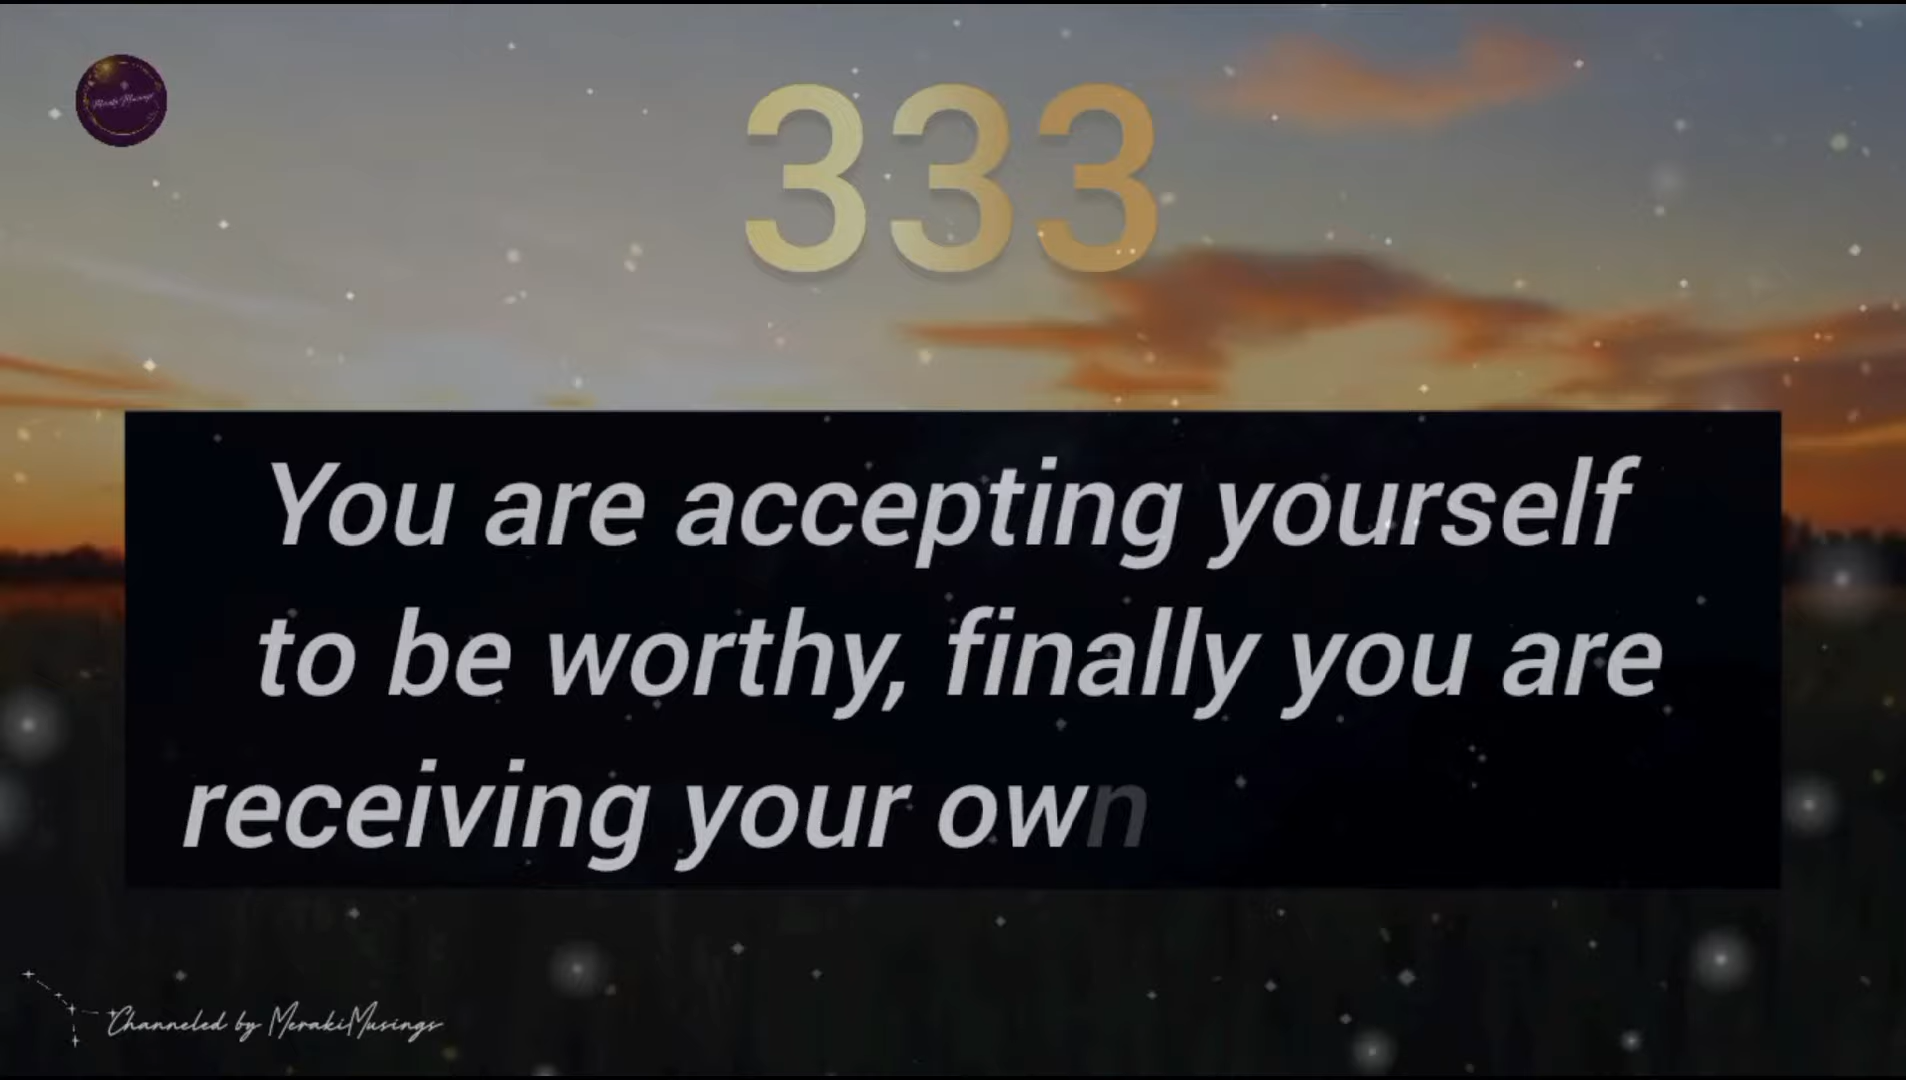 333
You are accepting yourself
to be worthy, finally you are
receiving your own
Channeled by MerakiMusings